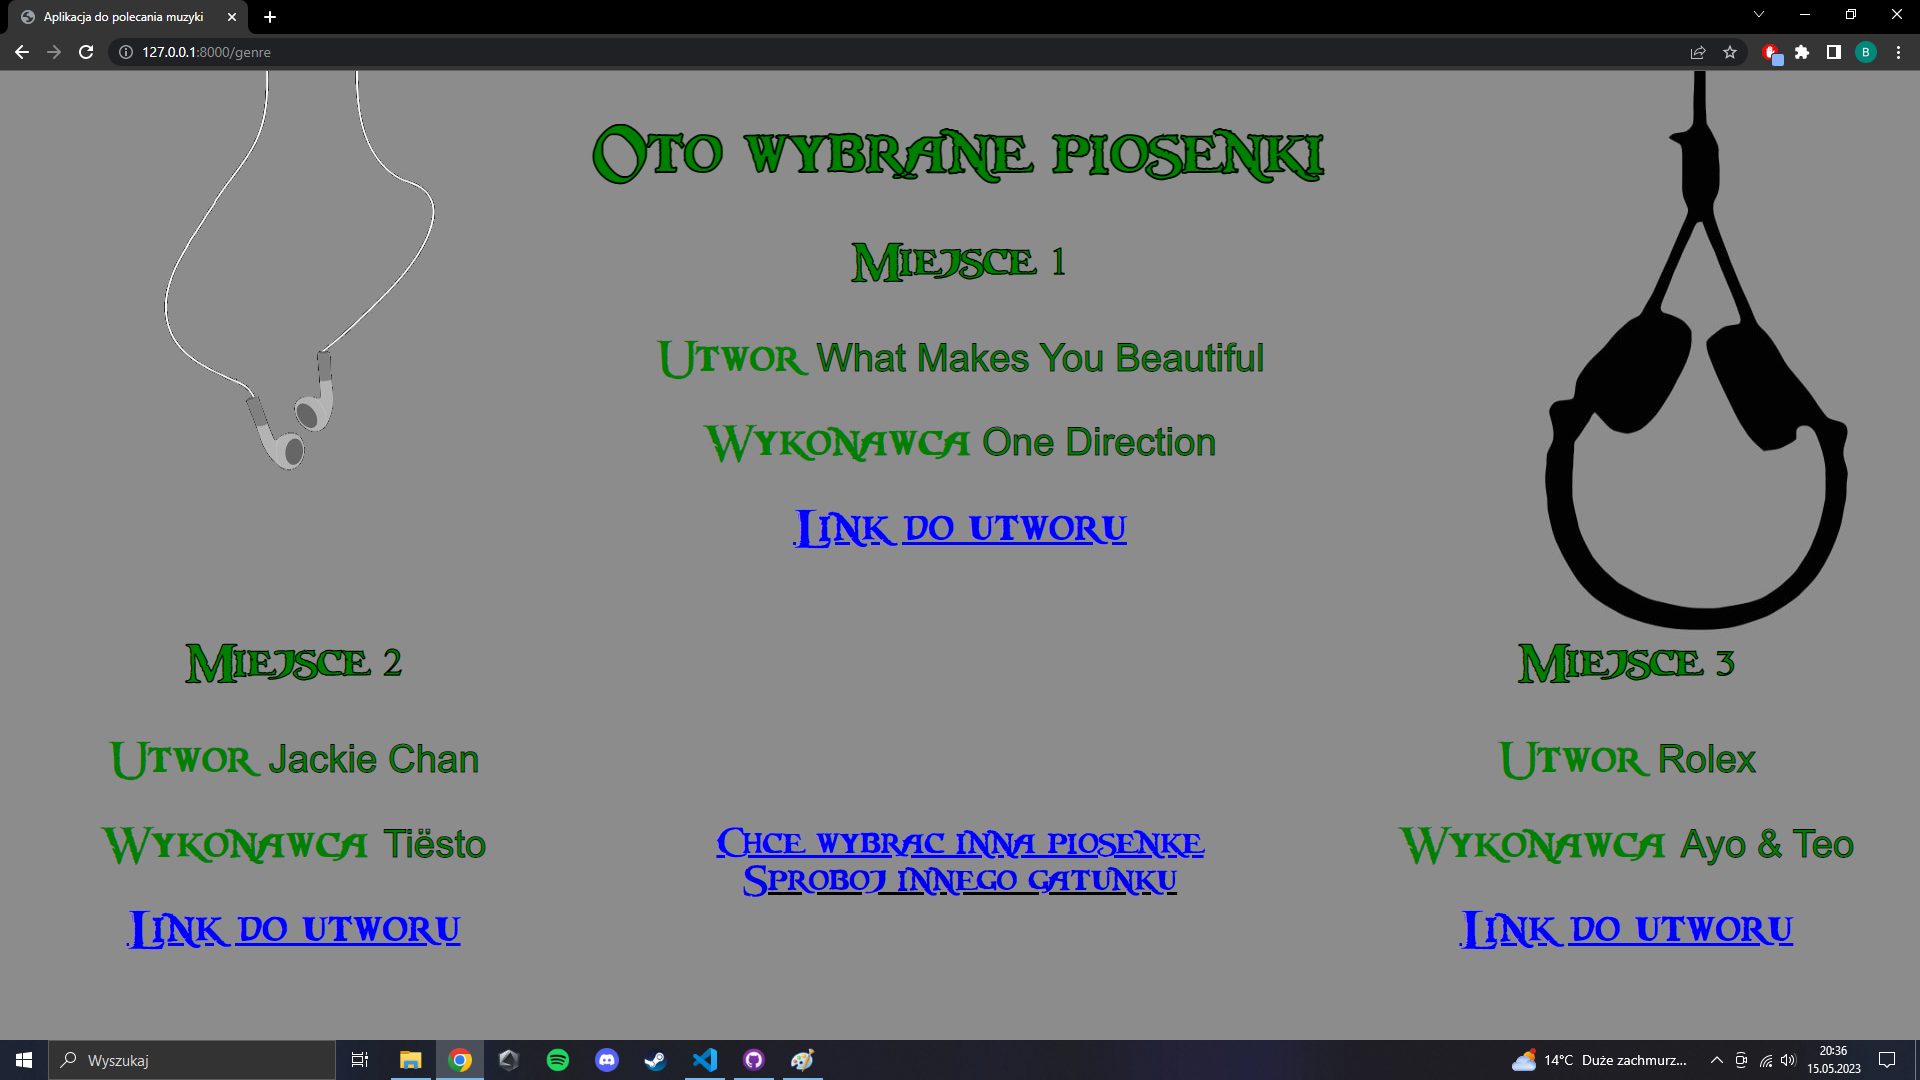 Aplikacja do polecania muzyki
127.0.0.1:8000/genre
B
Oto wybrane piosenki
Miejsce 1
Utwor What Makes You Beautiful
Wykonawca One Direction
Link do utworu
Miejsce 2
Miejsce 3
Utwor Jackie Chan
Utwor Rolex
Wykonawca Tiësto
Chce wybrac inna piosenke
Wykonawca Ayo & Teo
Sproboj innego gatunku
Link do utworu
Link do utworu
Wyszukaj
14°C Duże zachmurz...
20:36
15.05.2023